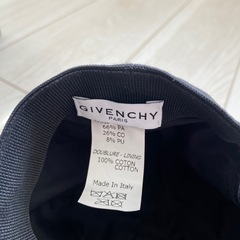 GIVENCHY
PARIS
66% PA
26% CO
8% PU
DOUBLURE - LINING
100% COTON
COTTON
Made In Italy